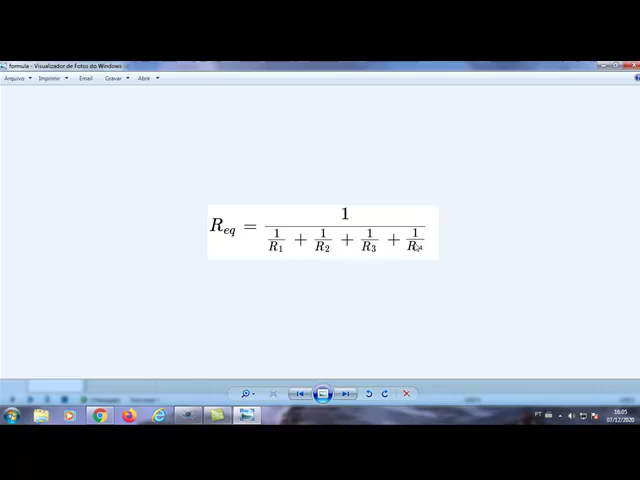 formula - Visualizador de Fotos do Windows
Arquivo Imprimir Email Gravar Abrir
R_eq = 1 / (1/R_1 + 1/R_2 + 1/R_3 + 1/R_4)
PT 16:05
07/12/2020